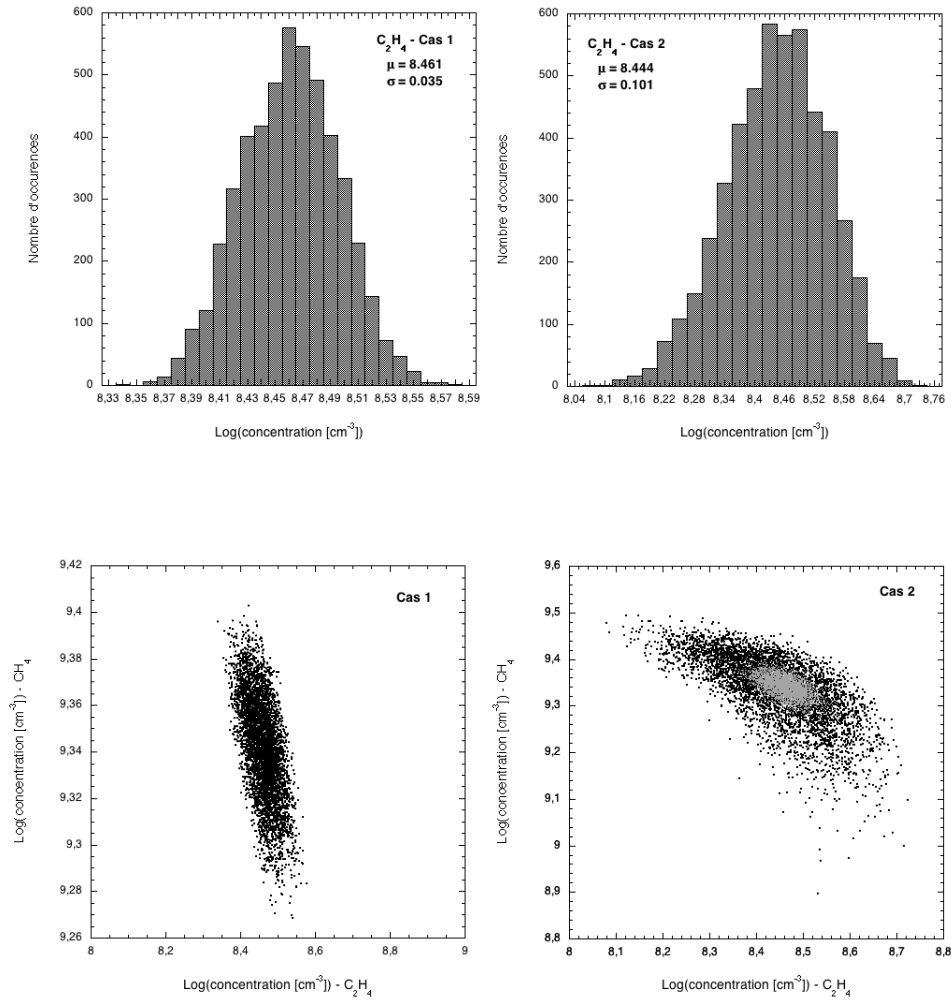 600
500
400
300
200
100
0
Nombre d'occurences
C₂H₄ - Cas 1
μ = 8.461
σ = 0.035
8,33 8,35 8,37 8,39 8,41 8,43 8,45 8,47 8,49 8,51 8,53 8,55 8,57 8,59
Log(concentration [cm⁻³])
600
500
400
300
200
100
0
Nombre d'occurences
C₂H₄ - Cas 2
μ = 8.444
σ = 0.101
8,04 8,1 8,16 8,22 8,28 8,34 8,4 8,46 8,52 8,58 8,64 8,7 8,76
Log(concentration [cm⁻³])
9,42
9,4
9,38
9,36
9,34
9,32
9,3
9,28
9,26
Log(concentration [cm⁻³]) - CH₄
Cas 1
8 8,2 8,4 8,6 8,8 9
Log(concentration [cm⁻³]) - C₂H₄
9,6
9,5
9,4
9,3
9,2
9,1
9
8,9
8,8
Log(concentration [cm⁻³]) - CH₄
Cas 2
8 8,1 8,2 8,3 8,4 8,5 8,6 8,7 8,8
Log(concentration [cm⁻³]) - C₂H₄